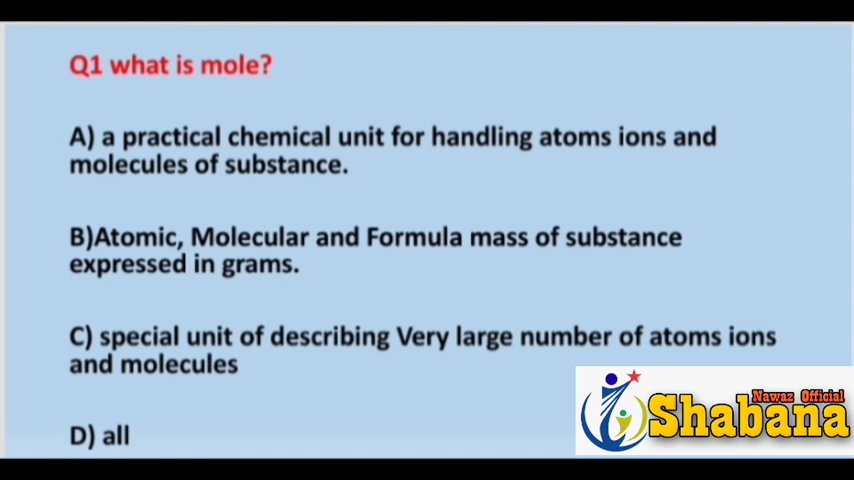 Q1 what is mole?
A) a practical chemical unit for handling atoms ions and
molecules of substance.
B)Atomic, Molecular and Formula mass of substance
expressed in grams.
C) special unit of describing Very large number of atoms ions
and molecules
D) all
Nawaz Official
Shabana